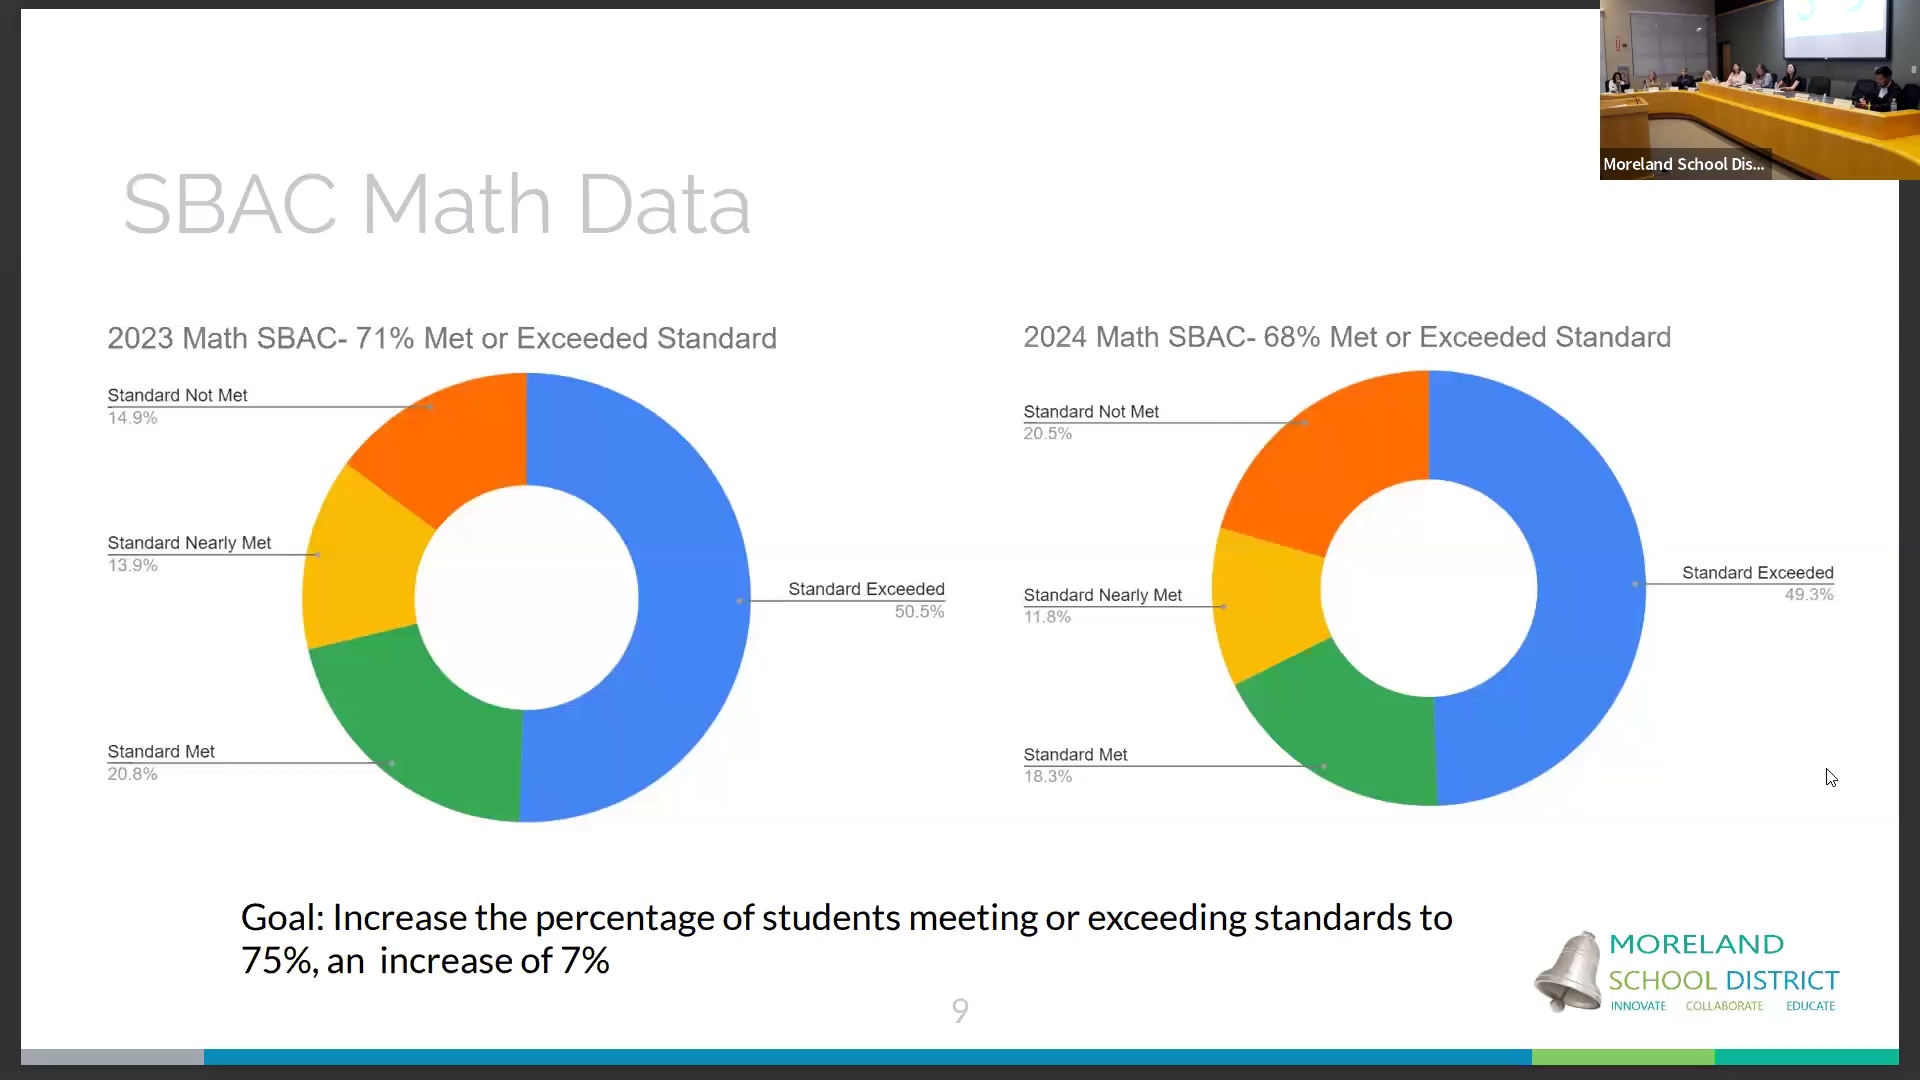 Moreland School Dis...
SBAC Math Data
2023 Math SBAC- 71% Met or Exceeded Standard
Standard Not Met
14.9%
Standard Nearly Met
13.9%
Standard Exceeded
50.5%
Standard Met
20.8%
2024 Math SBAC- 68% Met or Exceeded Standard
Standard Not Met
20.5%
Standard Nearly Met
11.8%
Standard Exceeded
49.3%
Standard Met
18.3%
Goal: Increase the percentage of students meeting or exceeding standards to
75%, an  increase of 7%
MORELAND
SCHOOL DISTRICT
INNOVATE COLLABORATE EDUCATE
9